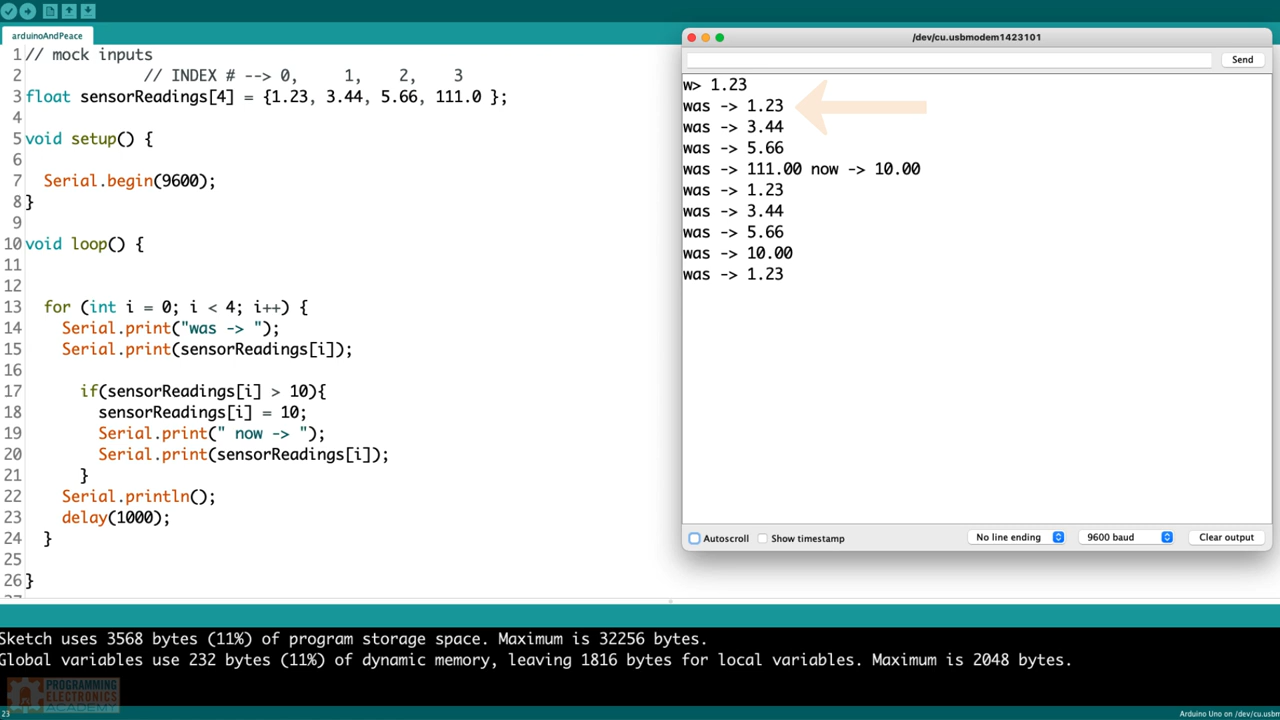 arduinoAndPeace
1 // mock inputs
2 // INDEX # --> 0, 1, 2, 3
3 float sensorReadings[4] = {1.23, 3.44, 5.66, 111.0 };
4
5 void setup() {
6
7 Serial.begin(9600);
8 }
9
10 void loop() {
11
12
13 for (int i = 0; i < 4; i++) {
14 Serial.print("was -> ");
15 Serial.print(sensorReadings[i]);
16
17 if(sensorReadings[i] > 10){
18 sensorReadings[i] = 10;
19 Serial.print(" now -> ");
20 Serial.print(sensorReadings[i]);
21 }
22 Serial.println();
23 delay(1000);
24 }
25
26 }
/dev/cu.usbmodem1423101
Send
w> 1.23
was -> 1.23
was -> 3.44
was -> 5.66
was -> 111.00 now -> 10.00
was -> 1.23
was -> 3.44
was -> 5.66
was -> 10.00
was -> 1.23
Autoscroll Show timestamp No line ending 9600 baud Clear output
Sketch uses 3568 bytes (11%) of program storage space. Maximum is 32256 bytes.
Global variables use 232 bytes (11%) of dynamic memory, leaving 1816 bytes for local variables. Maximum is 2048 bytes.
PROGRAMMING
ELECTRONICS
ACADEMY
23 Arduino Uno on /dev/cu.usbm